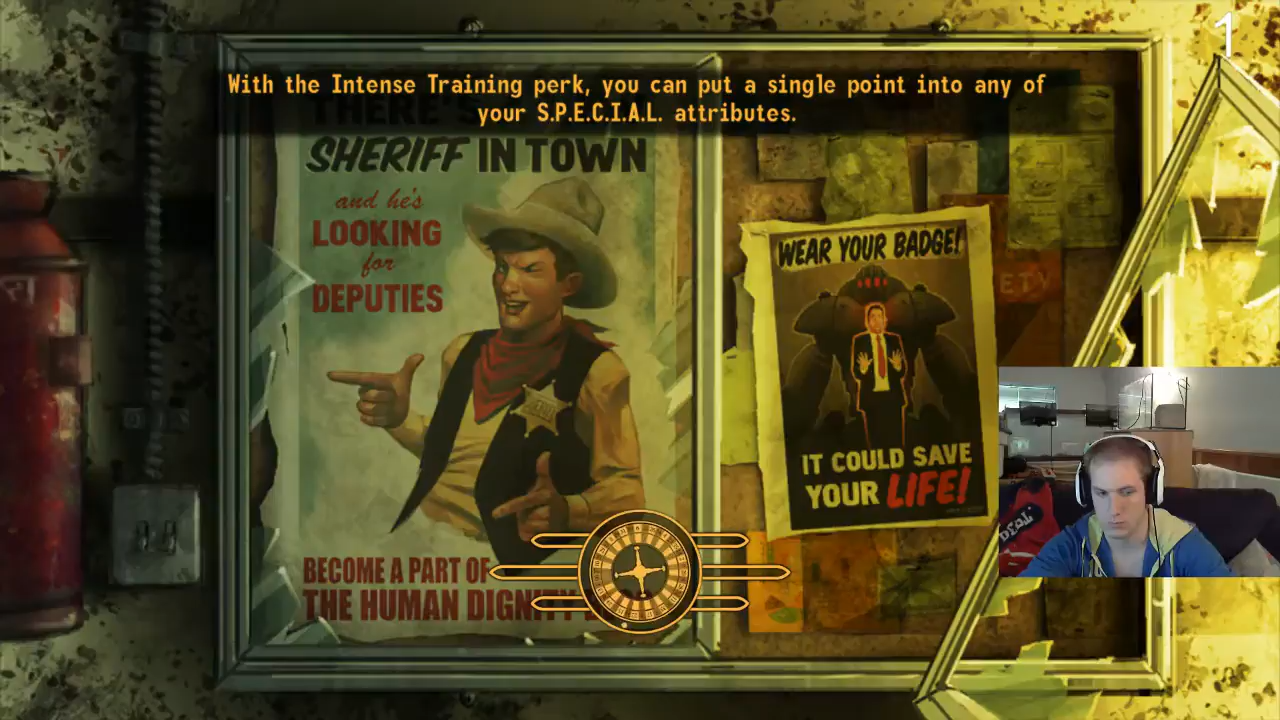 1
With the Intense Training perk, you can put a single point into any of
your S.P.E.C.I.A.L. attributes.
THERE'S
SHERIFF IN TOWN
and he's
LOOKING
for
DEPUTIES
BECOME A PART OF
THE HUMAN
WEAR YOUR BADGE!
IT COULD SAVE
YOUR LIFE!